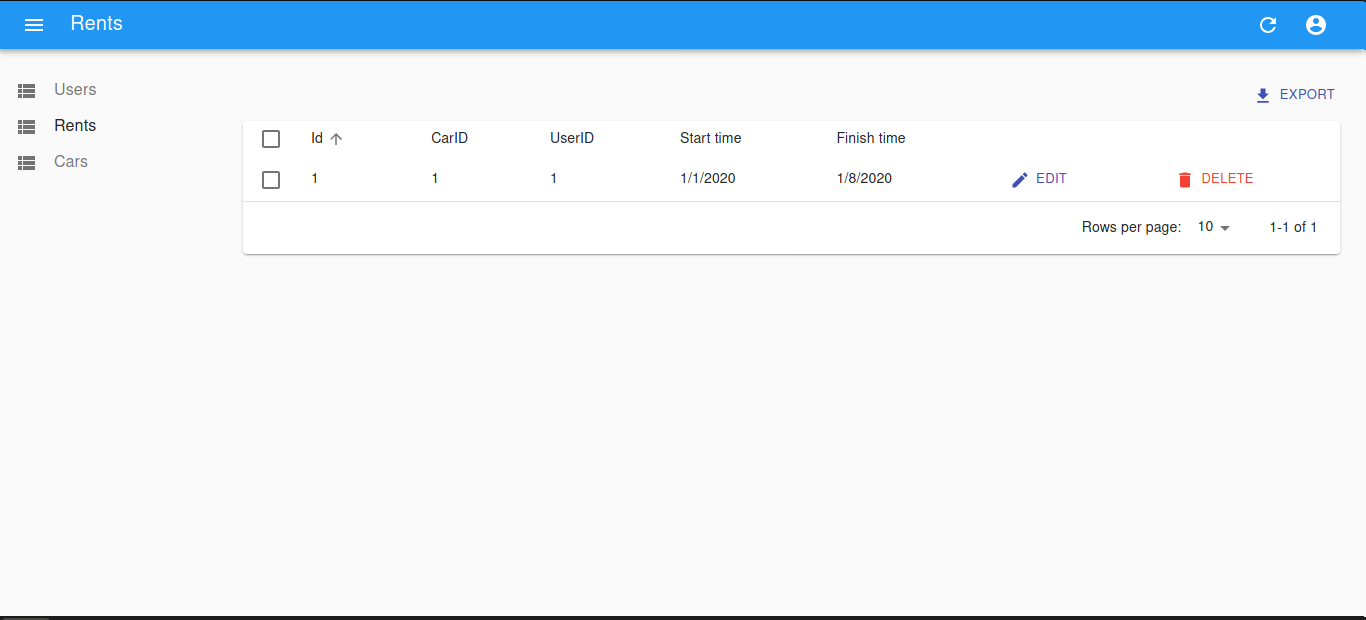 Rents
Users
Rents
Cars
EXPORT
Id CarID UserID Start time Finish time
1 1 1 1/1/2020 1/8/2020 EDIT DELETE
Rows per page: 10 1-1 of 1